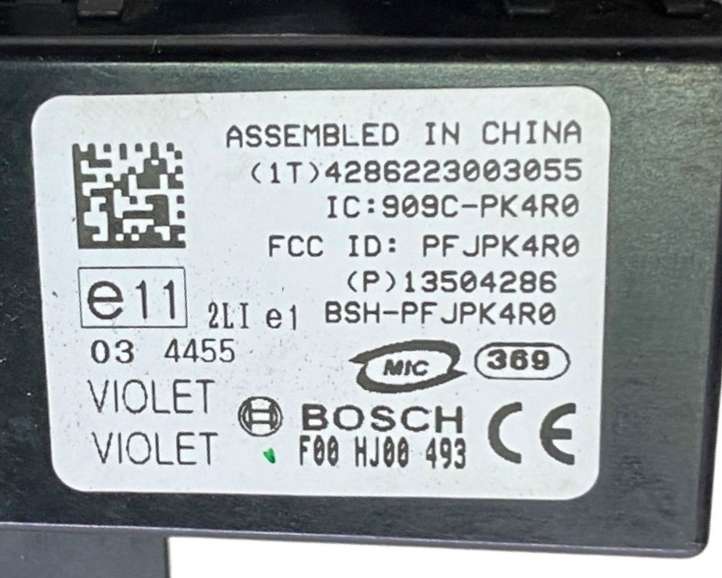 ASSEMBLED IN CHINA
(1T)4286223003055
IC:909C-PK4R0
FCC ID: PFJPK4R0
(P)13504286
e11 2LI e1 BSH-PFJPK4R0
03 4455 MIC 369
VIOLET BOSCH CE
VIOLET F00 HJ00 493